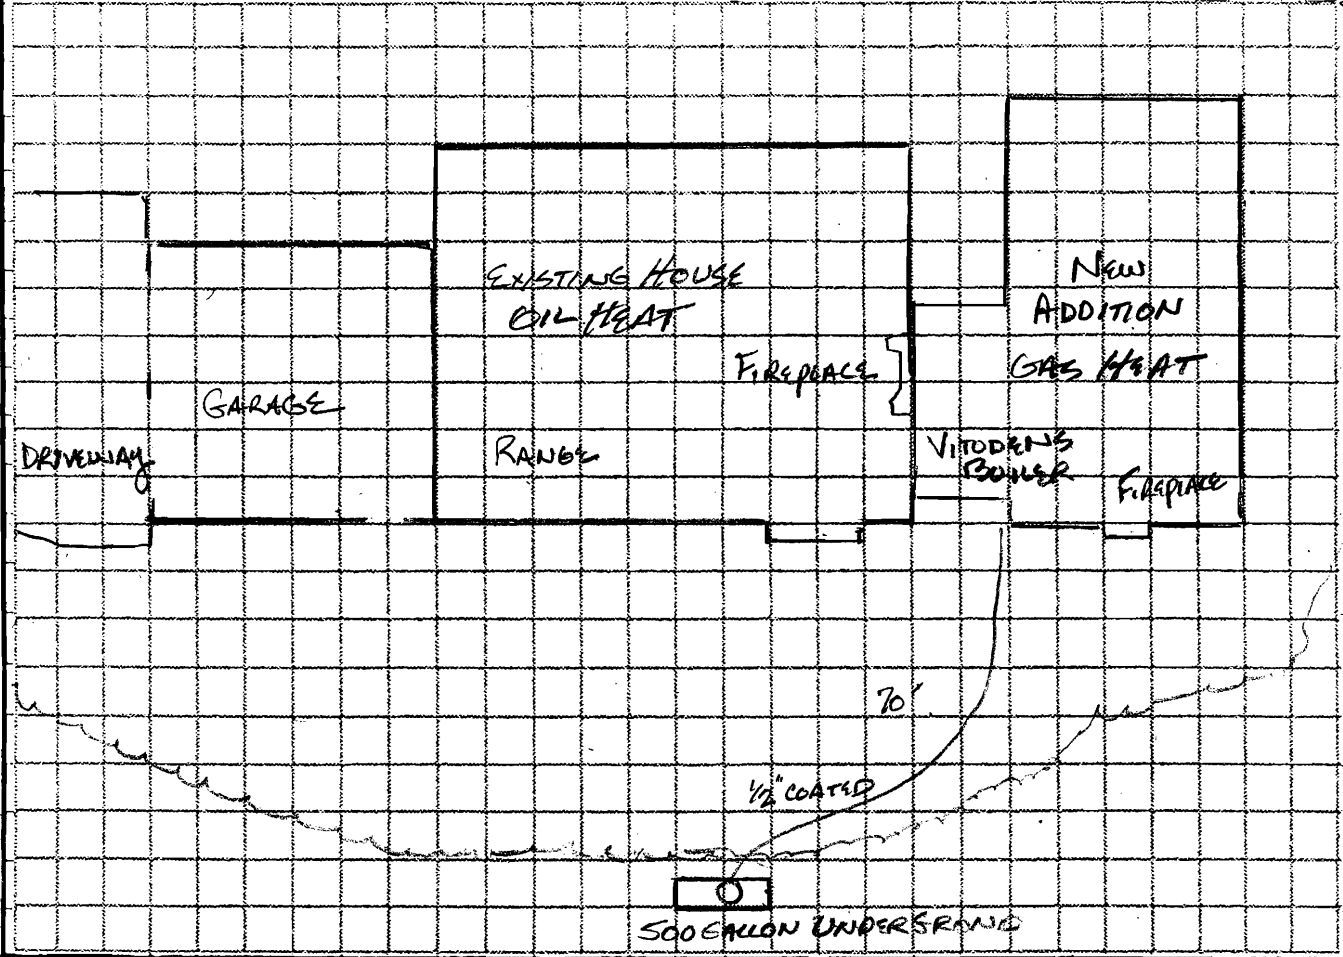 EXISTING HOUSE
OIL HEAT
NEW
ADDITION
GAS HEAT
FIREPLACE
GARAGE
DRIVEWAY
RANGE
VITODENS
BOILER
FIREPLACE
70'
1/2" COATED
500 GALLON UNDERGRAND